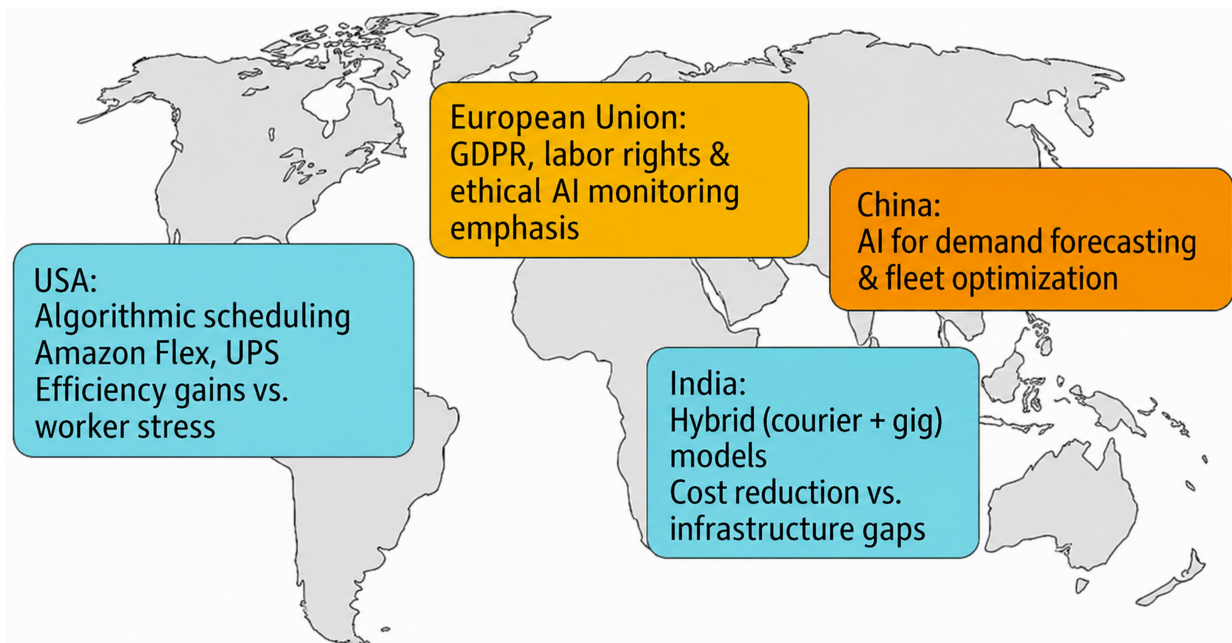 European Union:
GDPR, labor rights &
ethical AI monitoring
emphasis
China:
AI for demand forecasting
& fleet optimization
USA:
Algorithmic scheduling
Amazon Flex, UPS
Efficiency gains vs.
worker stress
India:
Hybrid (courier + gig)
models
Cost reduction vs.
infrastructure gaps